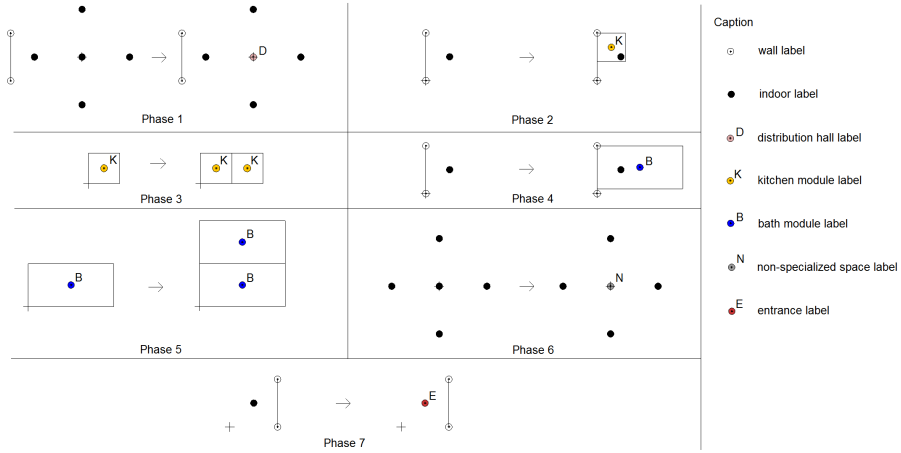 D
Phase 1
K
Phase 2
K
K
K
Phase 3
B
Phase 4
B
B
B
Phase 5
N
Phase 6
E
Phase 7
Caption
wall label
indoor label
D
distribution hall label
K
kitchen module label
B
bath module label
N
non-specialized space label
E
entrance label